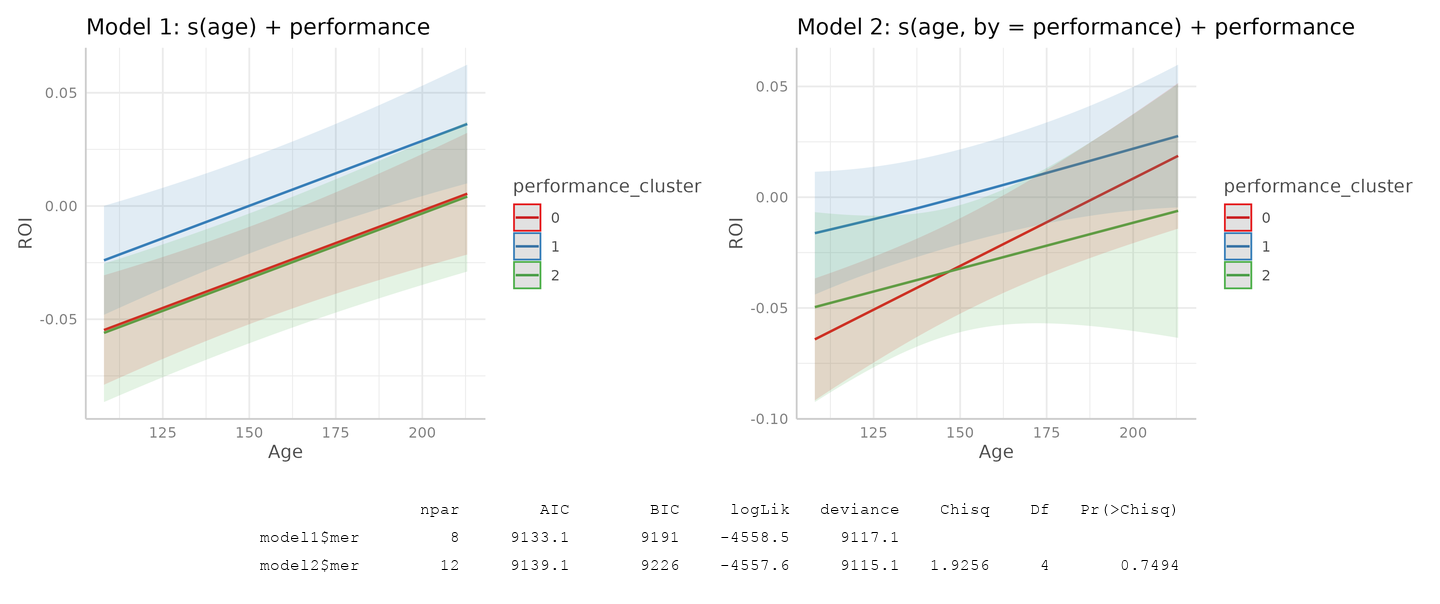 Model 1: s(age) + performance
0.05
0.00
-0.05
ROI
125 150 175 200
Age
performance_cluster
0
1
2
Model 2: s(age, by = performance) + performance
0.05
0.00
-0.05
-0.10
ROI
125 150 175 200
Age
performance_cluster
0
1
2
npar AIC BIC logLik deviance Chisq Df Pr(>Chisq)
model1$mer 8 9133.1 9191 -4558.5 9117.1
model2$mer 12 9139.1 9226 -4557.6 9115.1 1.9256 4 0.7494